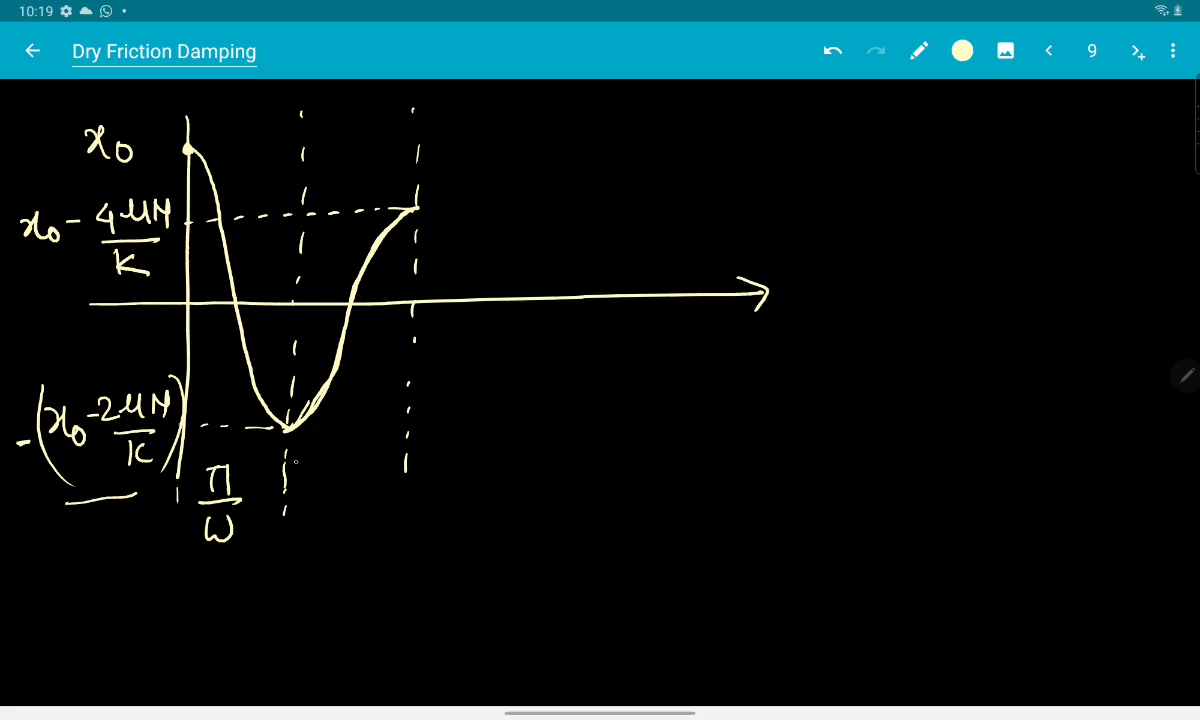 10:19
Dry Friction Damping
9
x₀
x₀ - 4μN/K
-(x₀ - 2μN/K)
π/ω